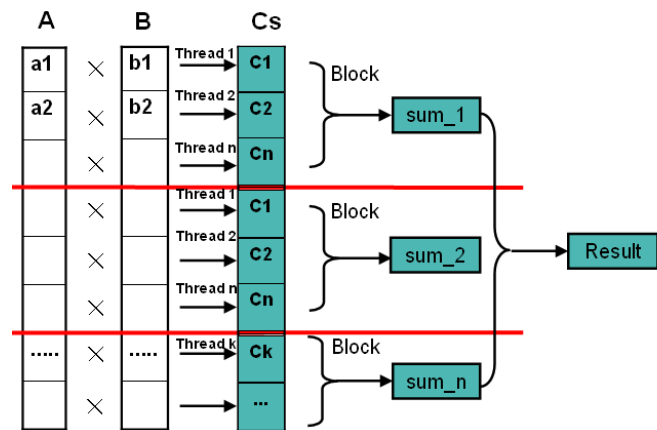 A B Cs
a1 × b1 Thread 1 C1
Block
a2 × b2 Thread 2 C2
sum_1
× Thread n Cn
× Thread 1 C1
Block
× Thread 2 C2
sum_2 Result
× Thread n Cn
..... × ..... Thread k Ck
Block
× ...
sum_n